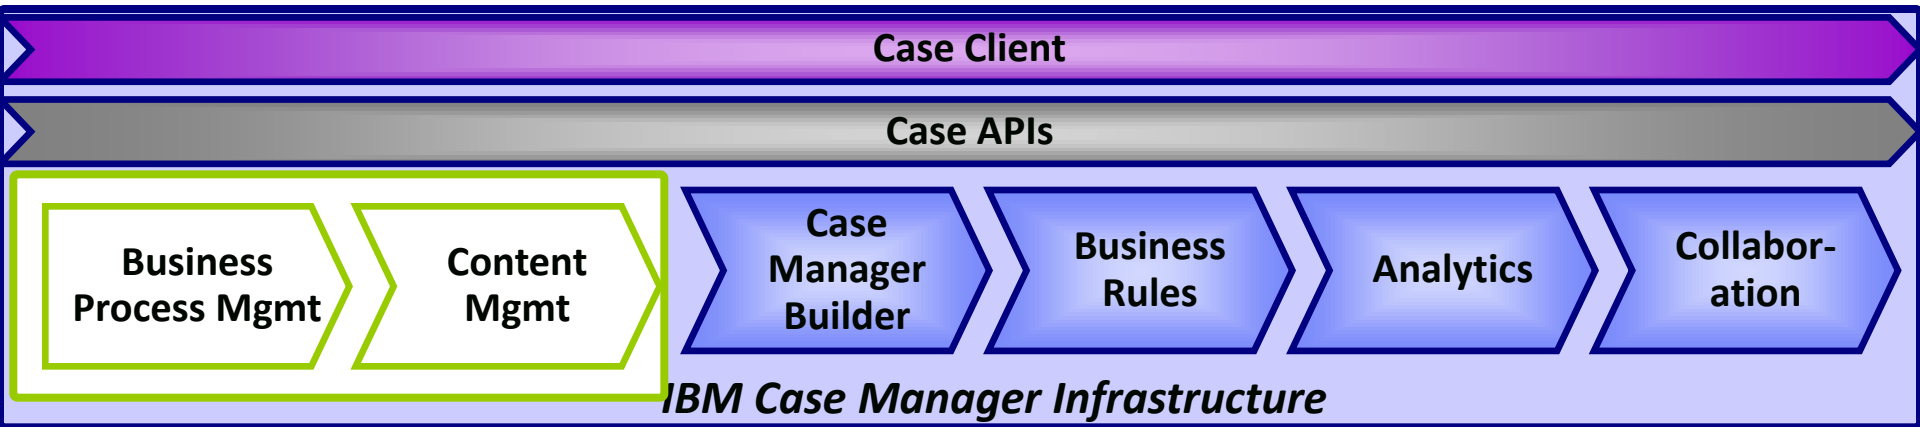 Case Client
Case APIs
Business
Process Mgmt
Content
Mgmt
Case
Manager
Builder
Business
Rules
Analytics
Collabor-
ation
IBM Case Manager Infrastructure